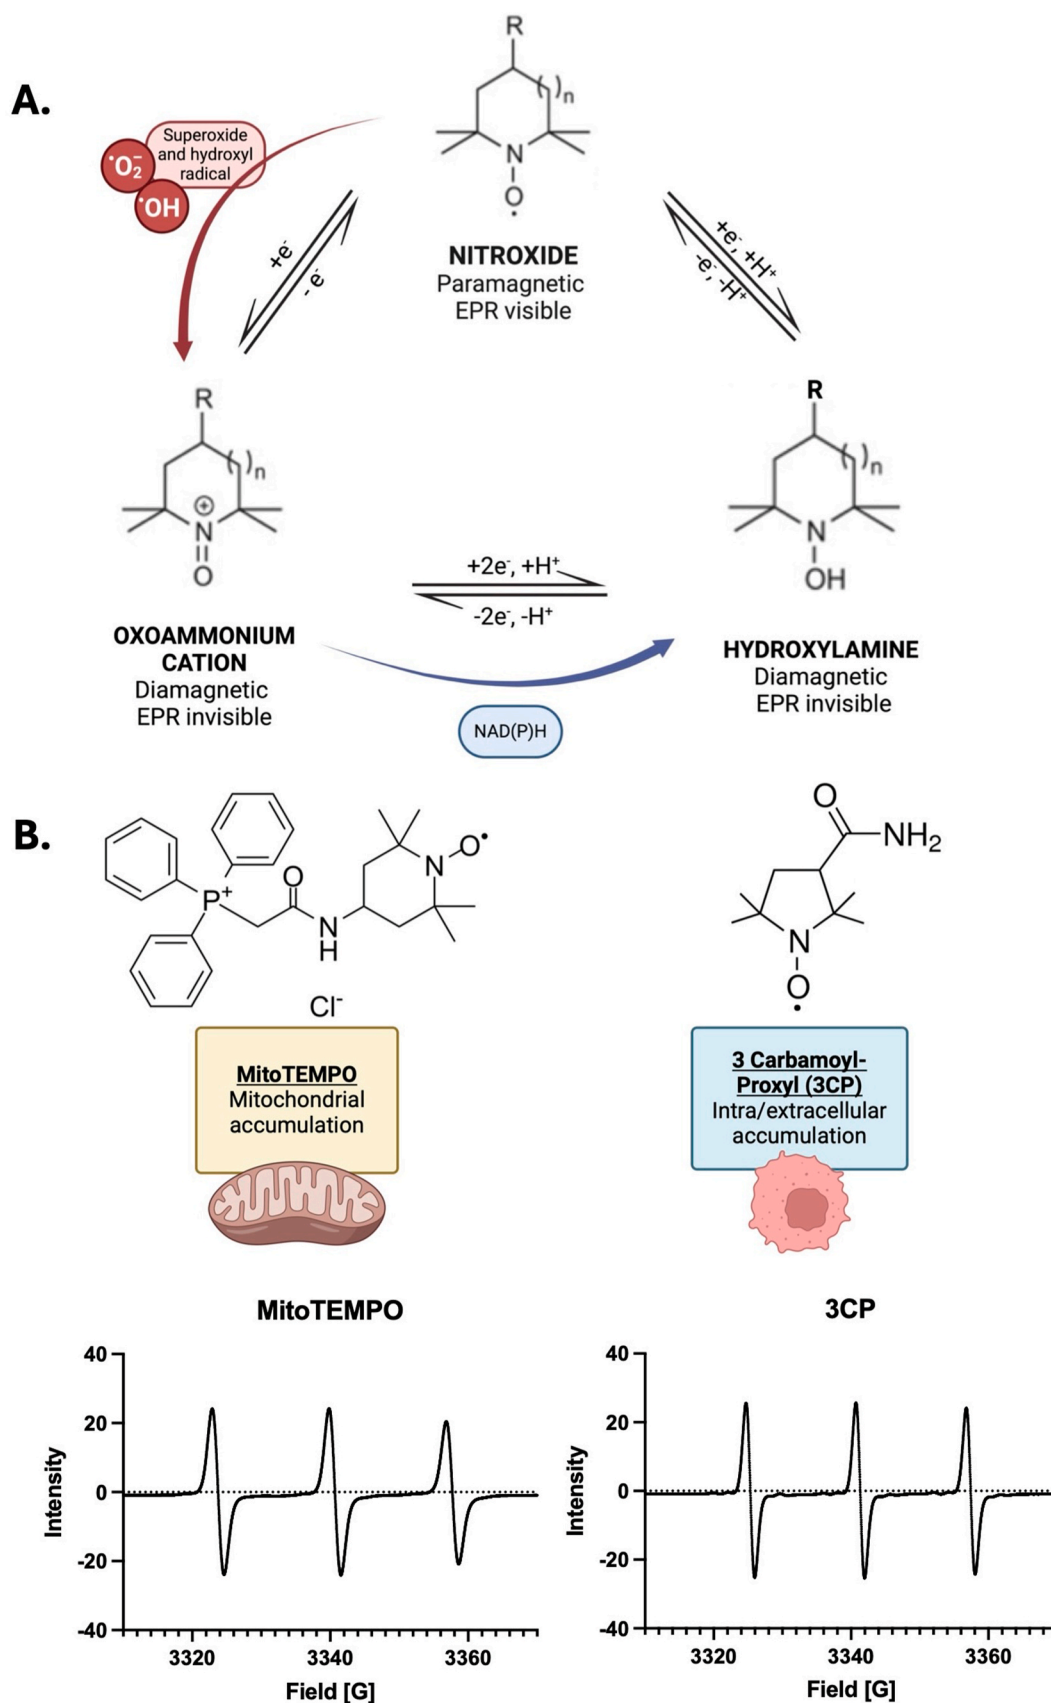 A.
R
( )n
N
O
•
NITROXIDE
Paramagnetic
EPR visible
Superoxide
and hydroxyl
radical
•O2-
•OH
+e-
- e-
+e-, +H+
-e-, -H+
R
( )n
⊕
N
O
OXOAMMONIUM
CATION
Diamagnetic
EPR invisible
+2e-, +H+
-2e-, -H+
NAD(P)H
R
( )n
N
OH
HYDROXYLAMINE
Diamagnetic
EPR invisible
B.
P+
O
N
H
N
O•
Cl-
MitoTEMPO
Mitochondrial
accumulation
O
NH2
N
O
•
3 Carbamoyl-
Proxyl (3CP)
Intra/extracellular
accumulation
MitoTEMPO
Intensity
40
20
0
-20
-40
3320 3340 3360
Field [G]
3CP
Intensity
40
20
0
-20
-40
3320 3340 3360
Field [G]